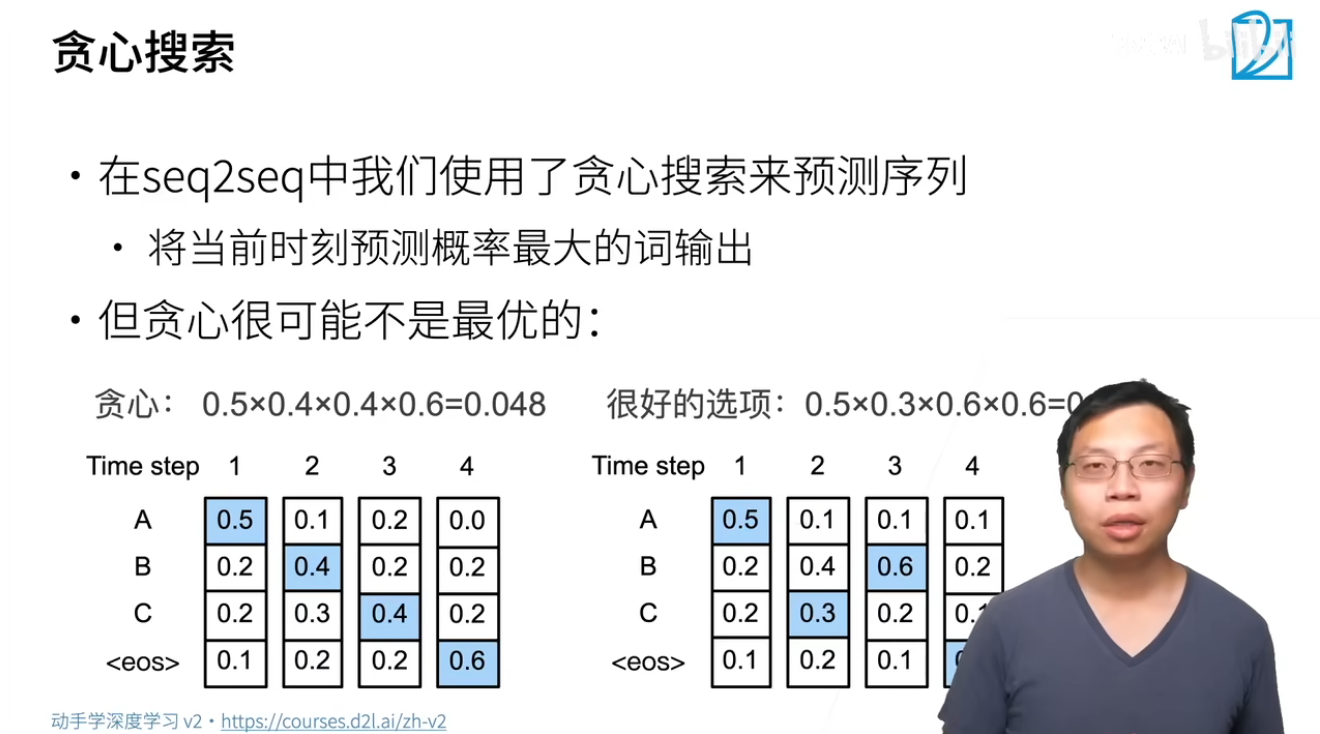 贪心搜索
• 在seq2seq中我们使用了贪心搜索来预测序列
• 将当前时刻预测概率最大的词输出
• 但贪心很可能不是最优的：
贪心： 0.5×0.4×0.4×0.6=0.048 很好的选项：0.5×0.3×0.6×0.6=0
Time step 1 2 3 4 Time step 1 2 3 4
A 0.5 0.1 0.2 0.0 A 0.5 0.1 0.1 0.1
B 0.2 0.4 0.2 0.2 B 0.2 0.4 0.6 0.2
C 0.2 0.3 0.4 0.2 C 0.2 0.3 0.2 0.1
<eos> 0.1 0.2 0.2 0.6 <eos> 0.1 0.2 0.1
动手学深度学习 v2 • https://courses.d2l.ai/zh-v2